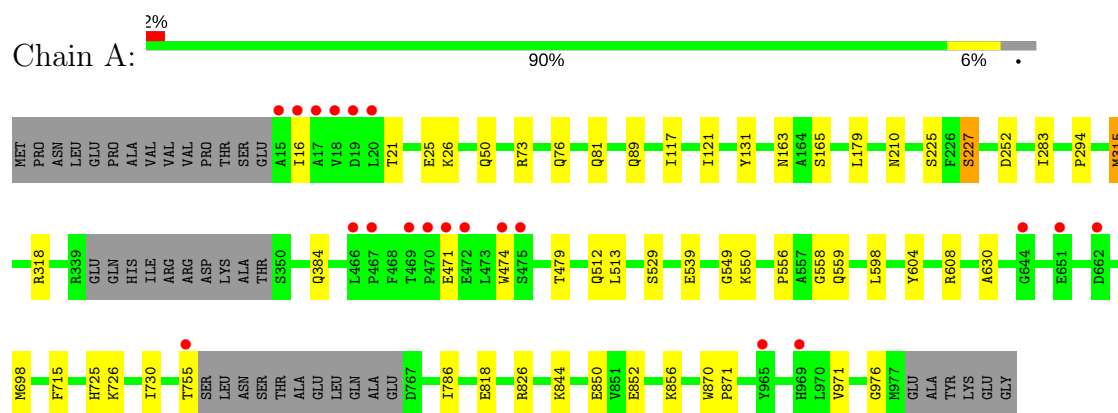 2%
Chain A:
90% 6% •
MET PRO ASN LEU GLU PRO ALA VAL VAL VAL PRO THR SER GLU A15 I16 A17 V18 D19 L20 T21 E25 K26 Q50 R73 Q76 Q81 Q89 I117 I121 Y131 N163 A164 S165 L179 N210 S225 F226 S227 D252 I283 P294 M315
R318 R339 GLU GLN HIS ILE ARG ARG ASP LYS ALA THR S350 Q384 L466 P467 F468 T469 P470 E471 E472 L473 W474 S475 T479 Q512 L513 S529 E539 G549 K550 P556 A557 G558 Q559 L598 Y604 R608 A630 G644 E651 D662
M698 F715 H725 K726 I730 T755 SER LEU ASN SER THR ALA GLU LEU GLN ALA GLU D767 I786 E818 R826 K844 E850 V851 E852 K856 W870 P871 Y965 H969 L970 V971 G976 M977 GLU ALA TYR LYS GLU GLY